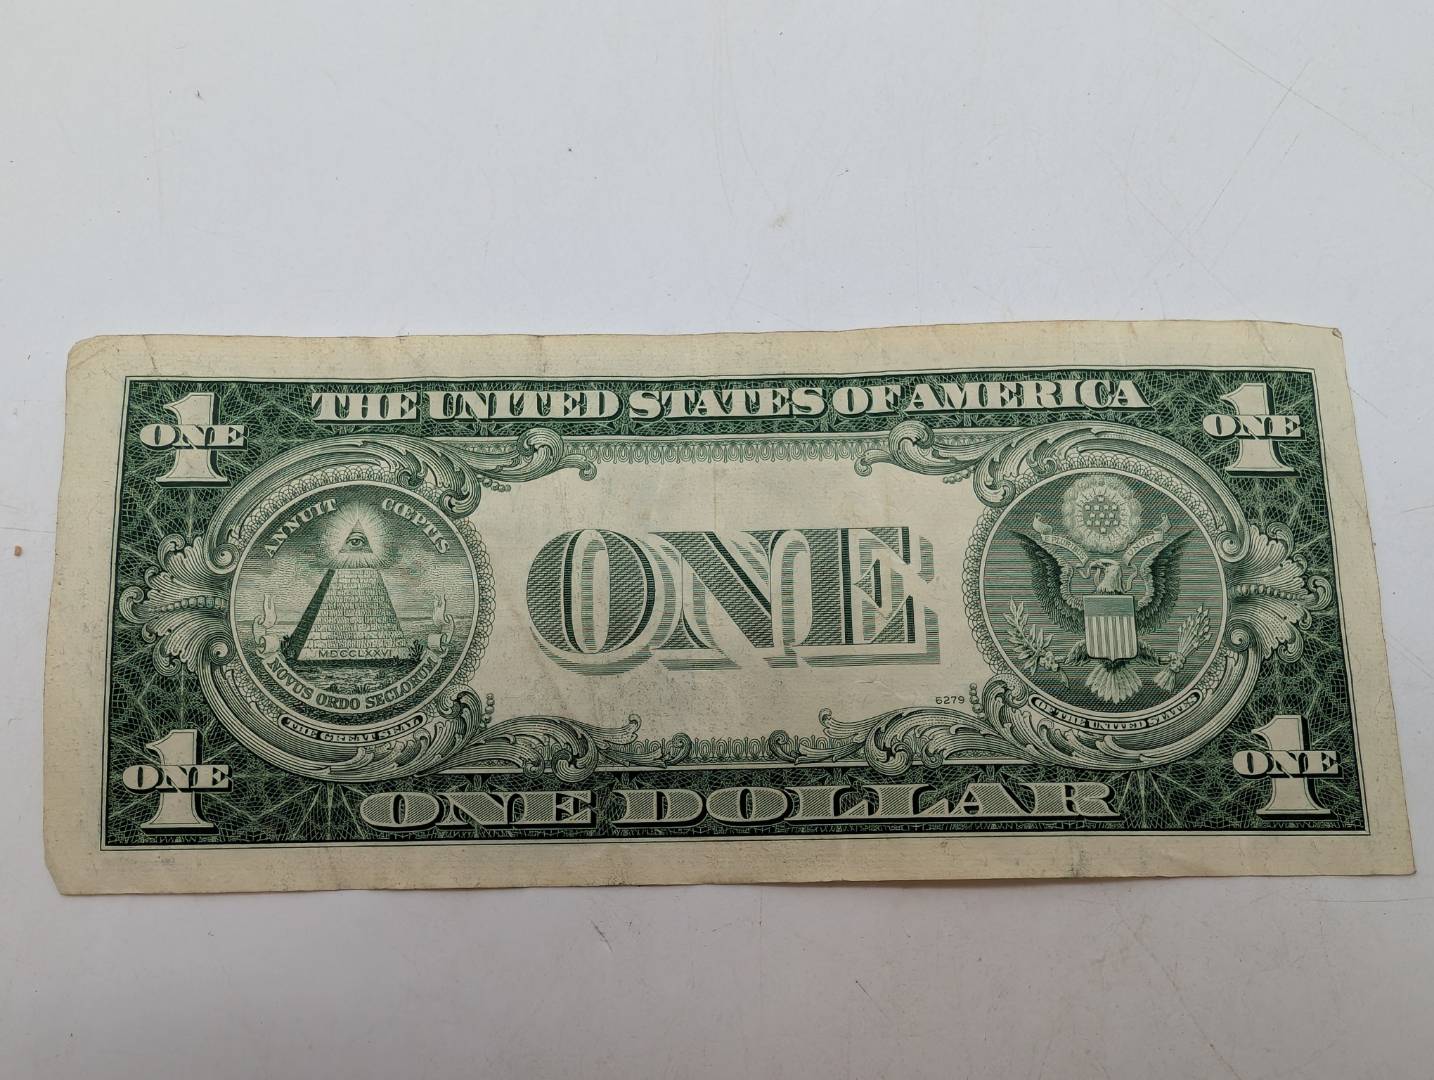 THE UNITED STATES OF AMERICA
1
ONE
1
ONE
ANNUIT CŒPTIS
MDCCLXXVI
NOVUS ORDO SECLORUM
THE GREAT SEAL
ONE
6279
OF THE UNITED STATES
1
ONE
1
ONE
ONE DOLLAR